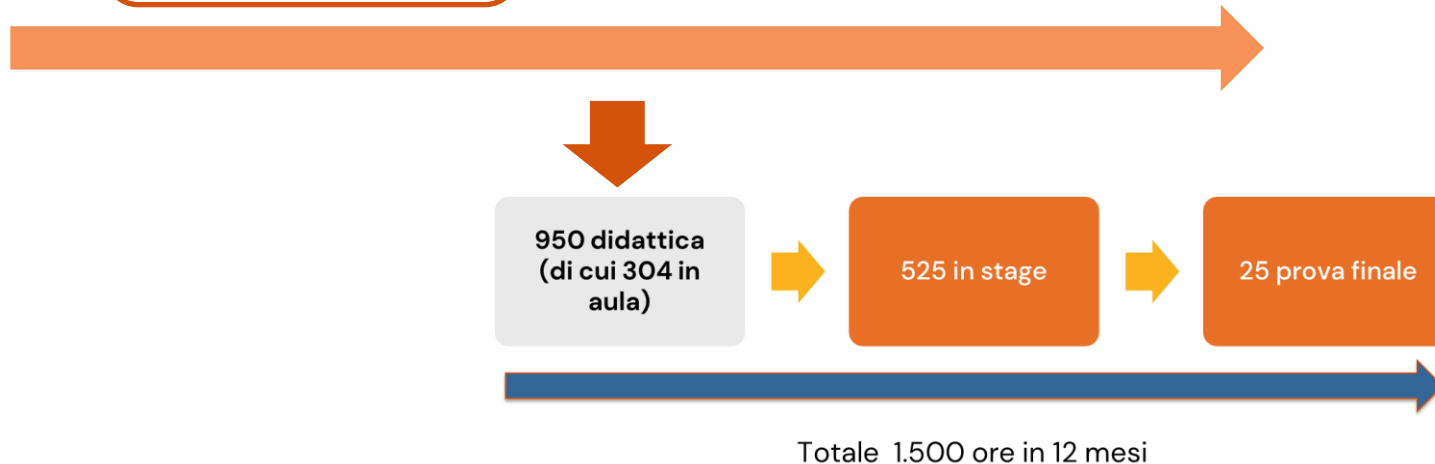 950 didattica
(di cui 304 in
aula)
525 in stage
25 prova finale
Totale 1.500 ore in 12 mesi